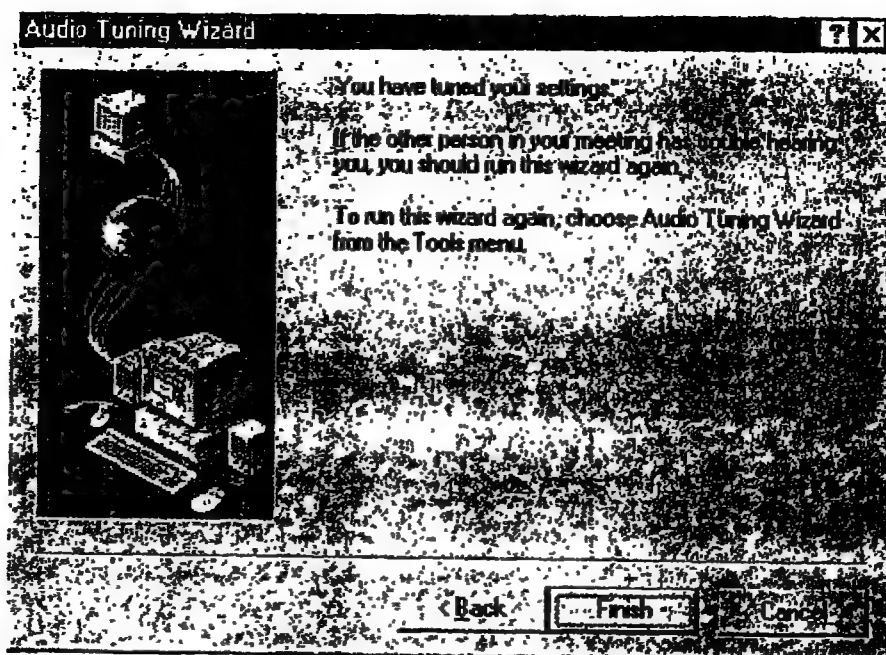 Audio Tuning Wizard
You have tuned your settings.
If the other person in your meeting has trouble hearing
you, you should run this wizard again.
To run this wizard again, choose Audio Tuning Wizard
from the Tools menu.
< Back
Finish
Cancel